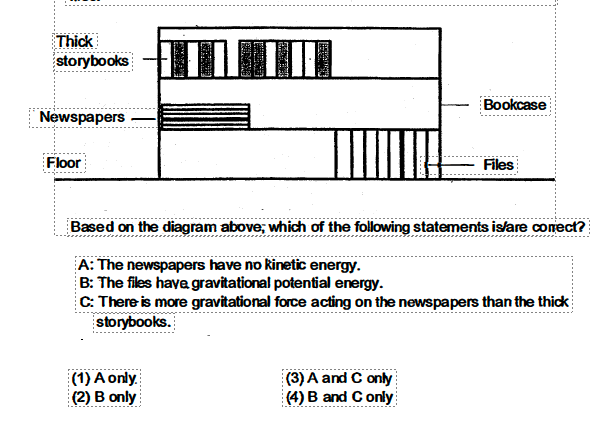 Thick
storybooks
Newspapers
Bookcase
Floor
Files
Based on the diagram above, which of the following statements is/are correct?
A: The newspapers have no kinetic energy.
B: The files have gravitational potential energy.
C: There is more gravitational force acting on the newspapers than the thick
storybooks.
(1) A only
(2) B only
(3) A and C only
(4) B and C only